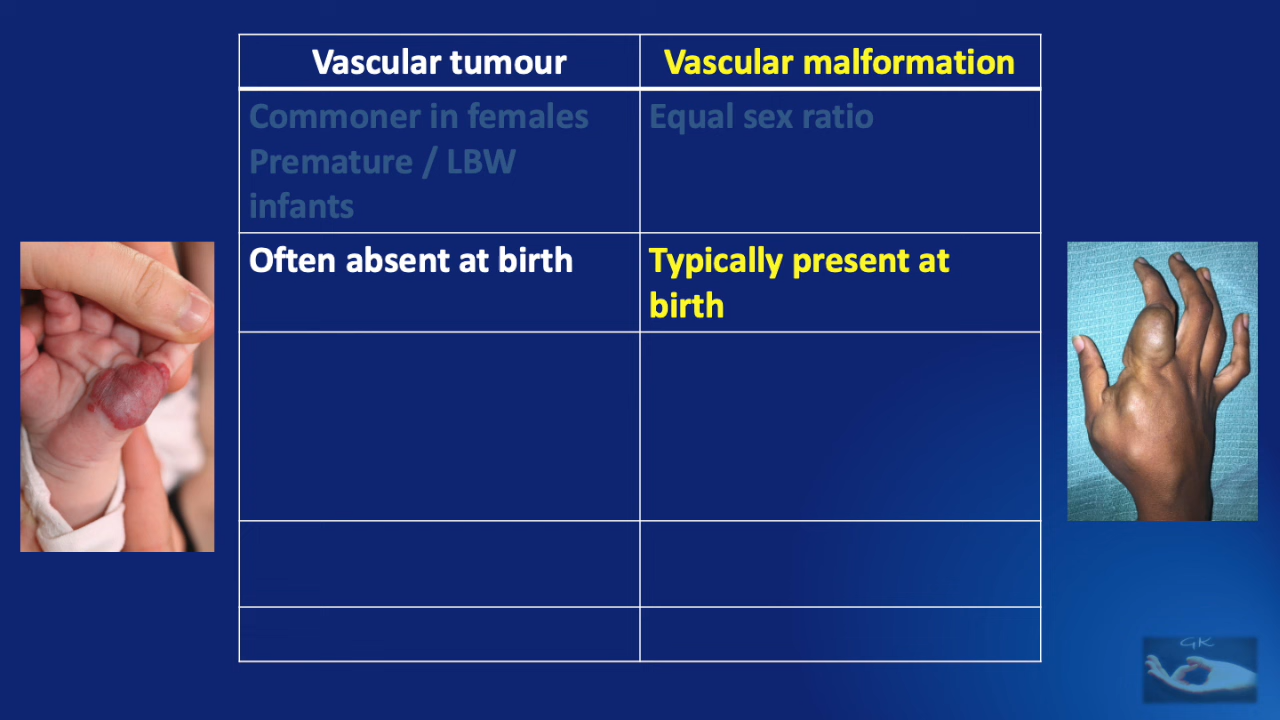 Vascular tumour
Vascular malformation
Commoner in females
Premature / LBW
infants
Equal sex ratio
Often absent at birth
Typically present at
birth
GK